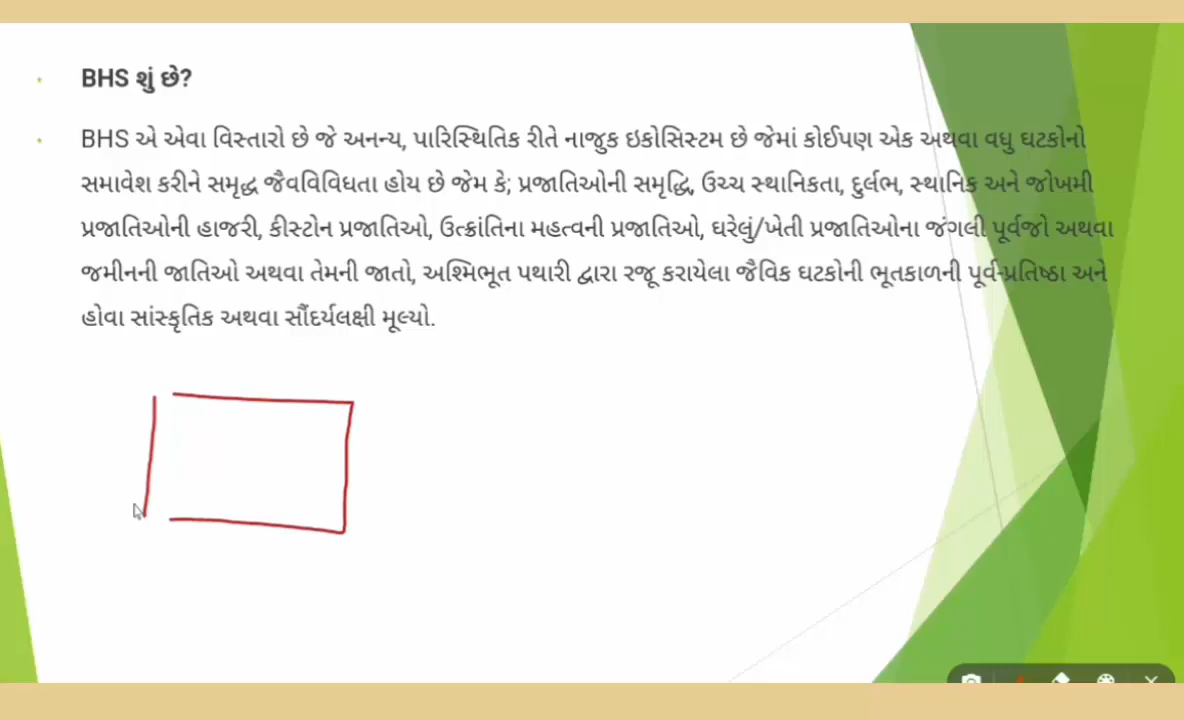 BHS શું છે?
BHS એ એવા વિસ્તારો છે જે અનન્ય, પારિસ્થિતિક રીતે નાજુક ઇકોસિસ્ટમ છે જેમાં કોઈપણ એક અથવા વધુ ઘટકોનો
સમાવેશ કરીને સમૃદ્ધ જૈવવિવિધતા હોય છે જેમ કે; પ્રજાતિઓની સમૃદ્ધિ, ઉચ્ચ સ્થાનિકતા, દુર્લભ, સ્થાનિક અને જોખમી
પ્રજાતિઓની હાજરી, કીસ્ટોન પ્રજાતિઓ, ઉત્ક્રાંતિના મહત્વની પ્રજાતિઓ, ઘરેલું/ખેતી પ્રજાતિઓના જંગલી પૂર્વજો અથવા
જમીનની જાતિઓ અથવા તેમની જાતો, અશ્મિભૂત પથારી દ્વારા રજૂ કરાયેલા જૈવિક ઘટકોની ભૂતકાળની પૂર્વ-પ્રતિષ્ઠા અને
હોવા સાંસ્કૃતિક અથવા સૌંદર્યલક્ષી મૂલ્યો.